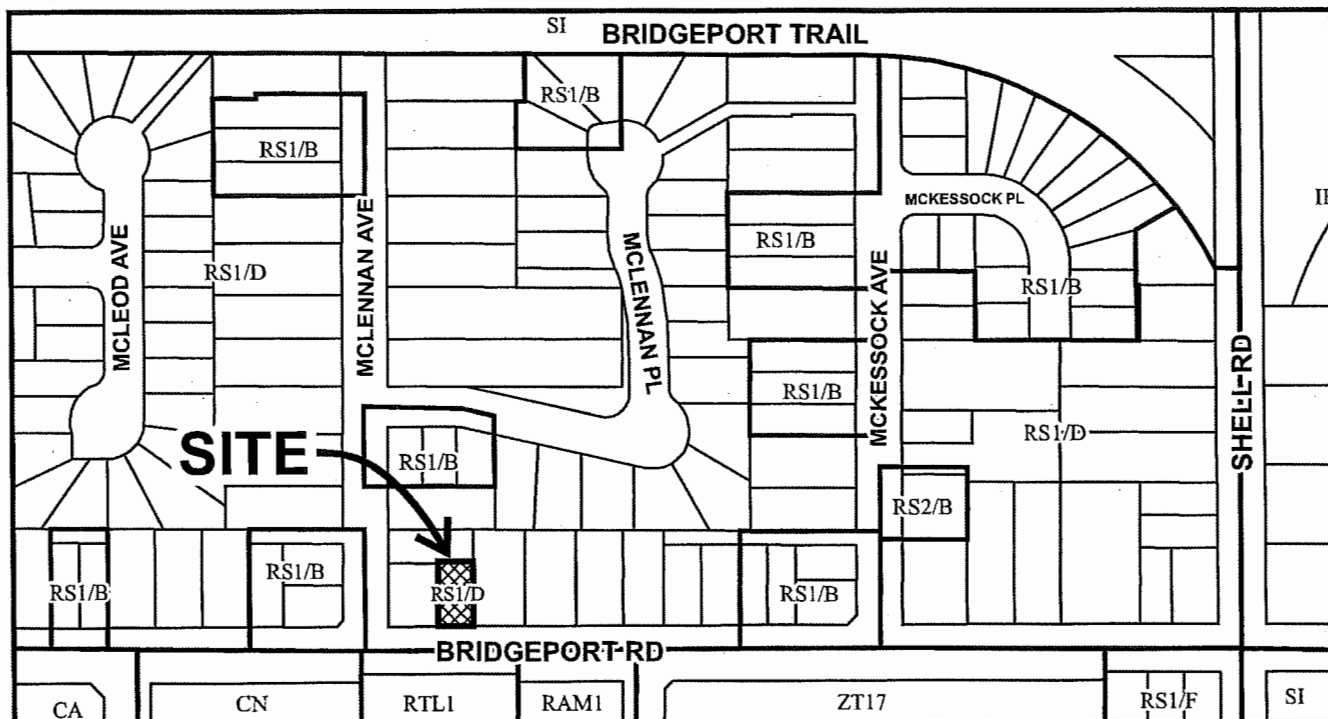 SI
BRIDGEPORT TRAIL
RS1/B
RS1/B
MCKESSOCK PL
RS1/B
RS1/D
RS1/B
MCLEOD AVE
MCLENNAN AVE
MCLENNAN PL
MCKESSOCK AVE
SHELL RD
RS1/B
SITE
RS1/B
RS1/D
RS2/B
RS1/B
RS1/B
RS1/D
RS1/B
BRIDGEPORT RD
CA
CN
RTL1
RAM1
ZT17
RS1/F
SI